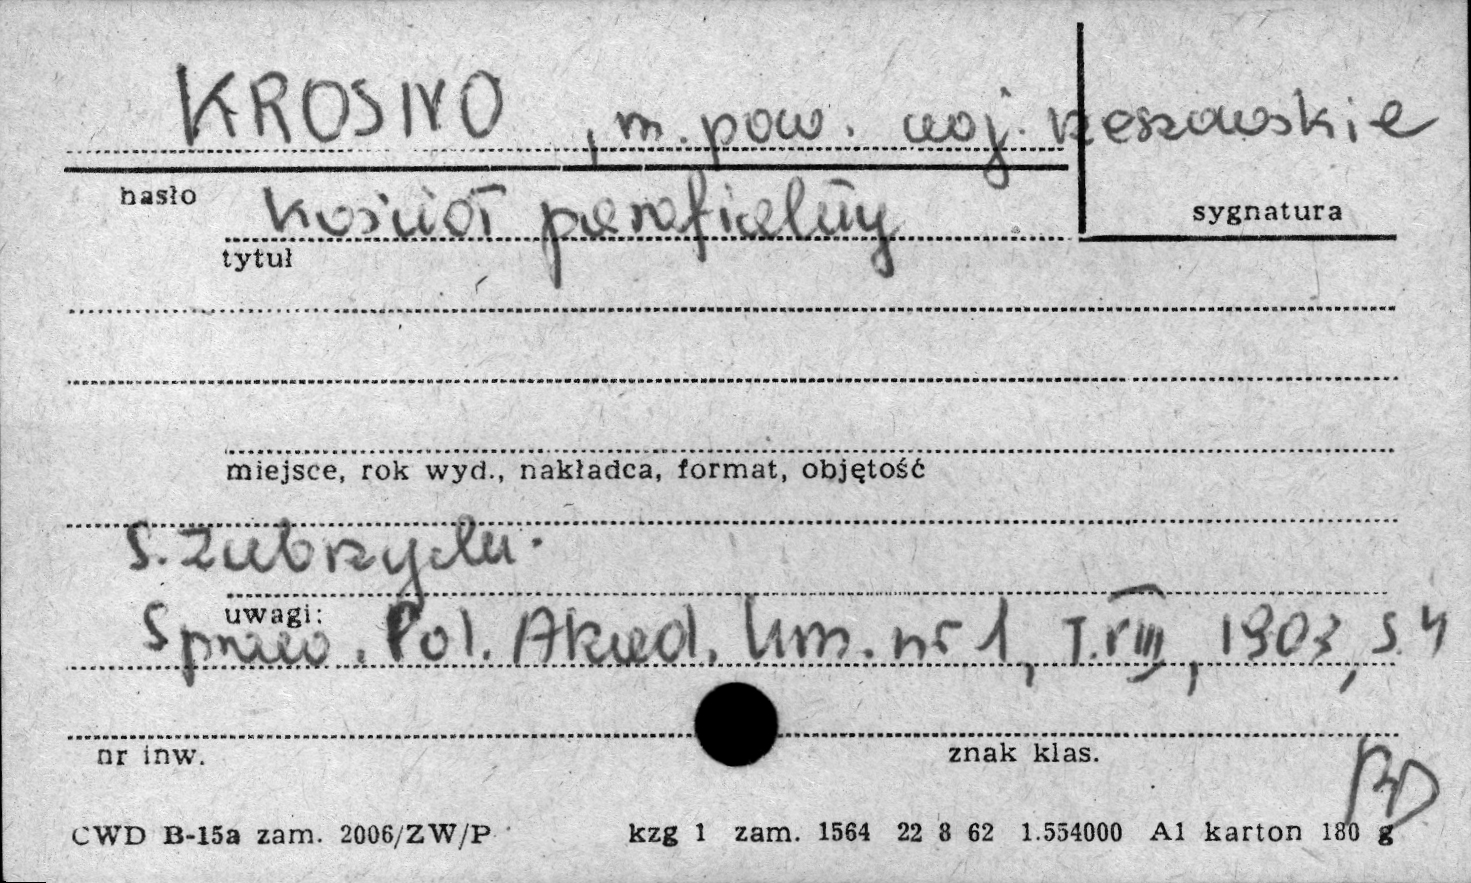 KROSNO, m. pow. woj. rzeszowskie
hasło
sygnatura
kościół parafialny
tytuł
miejsce, rok wyd., nakładca, format, objętość
S. Zubrzycki.
uwagi:
Spraw. Pol. Akad. Um. nr 1, T. VIII, 1903, s. 4
nr inw.
znak klas.
BD
CWD B-15a zam. 2006/ZW/P kzg 1 zam. 1564 22 8 62 1.554000 A1 karton 180 g